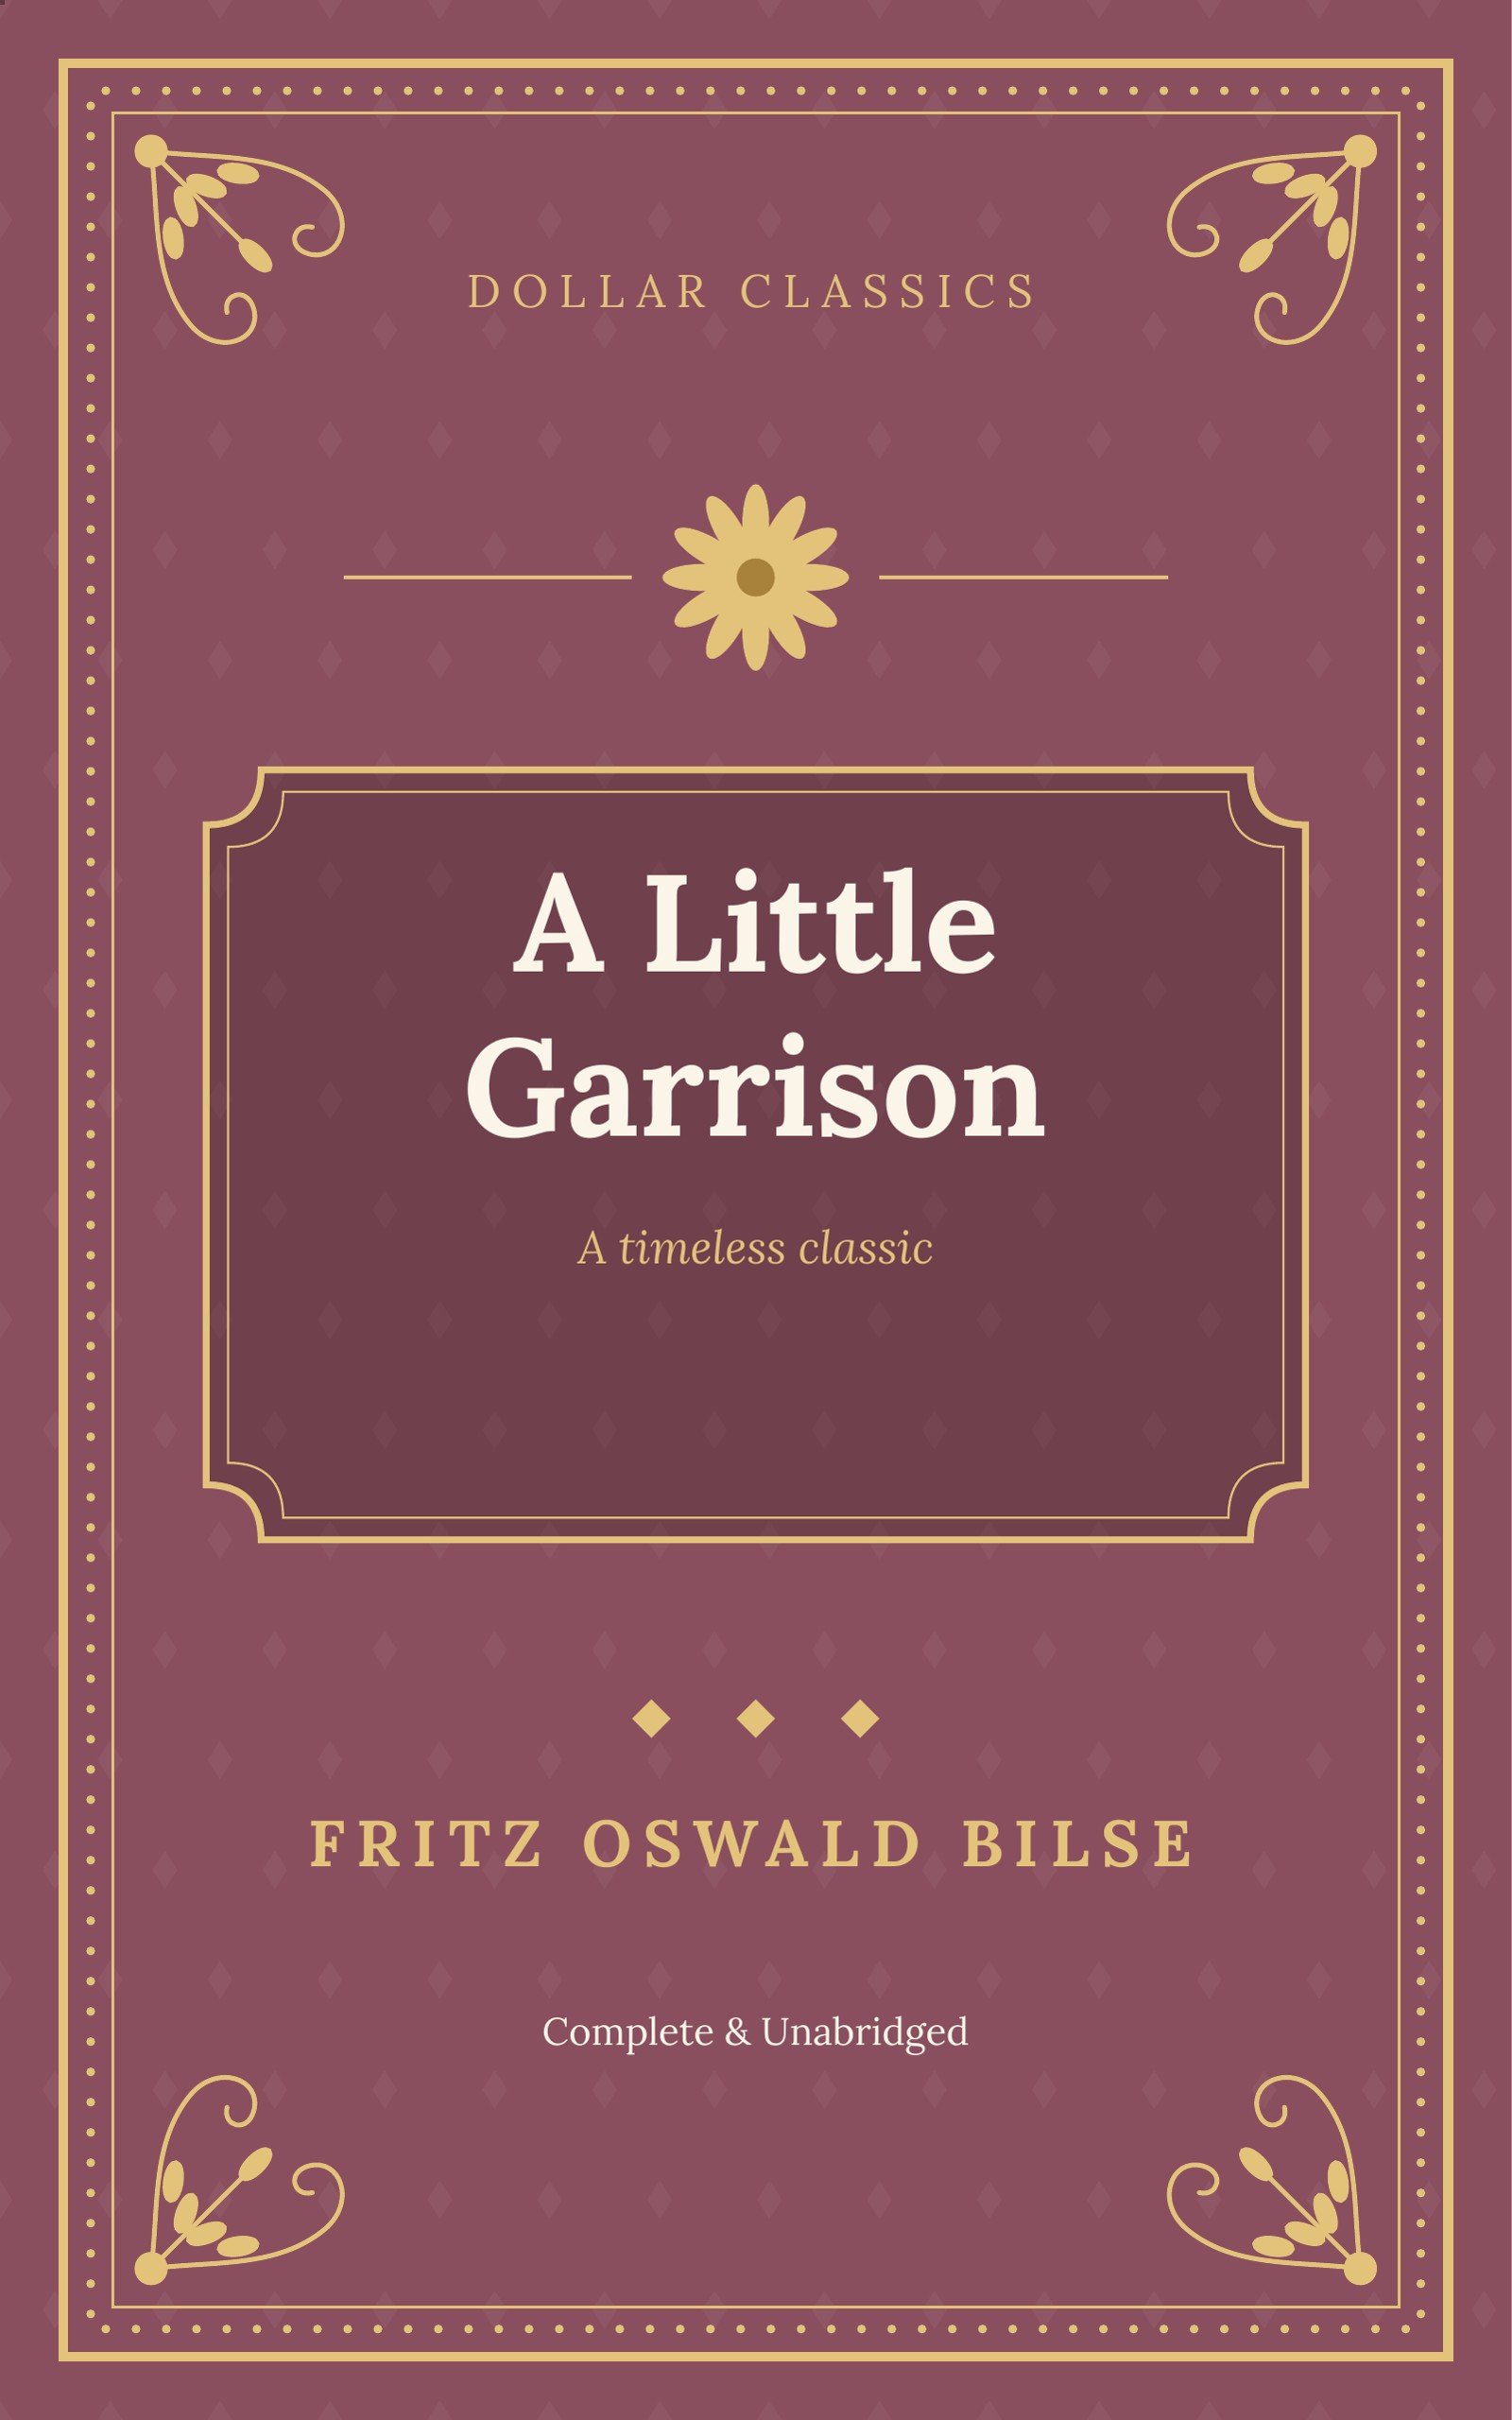 DOLLAR CLASSICS
A Little
Garrison
A timeless classic
FRITZ OSWALD BILSE
Complete & Unabridged